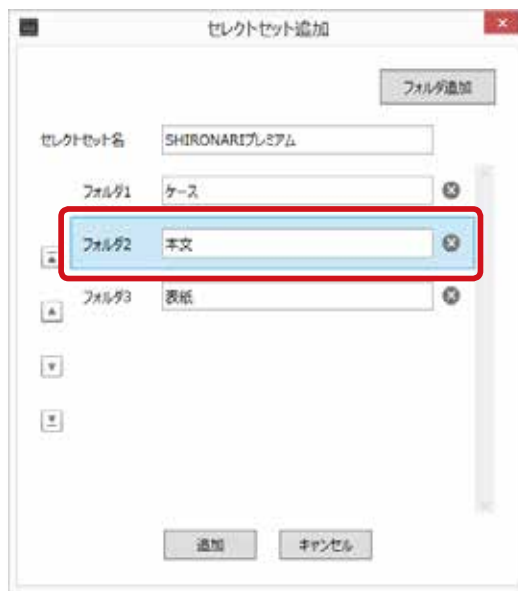 セレクトセット追加
フォルダ追加
セレクトセット名 SHIRONARIプレミアム
フォルダ1 ケース
フォルダ2 本文
フォルダ3 表紙
追加 キャンセル